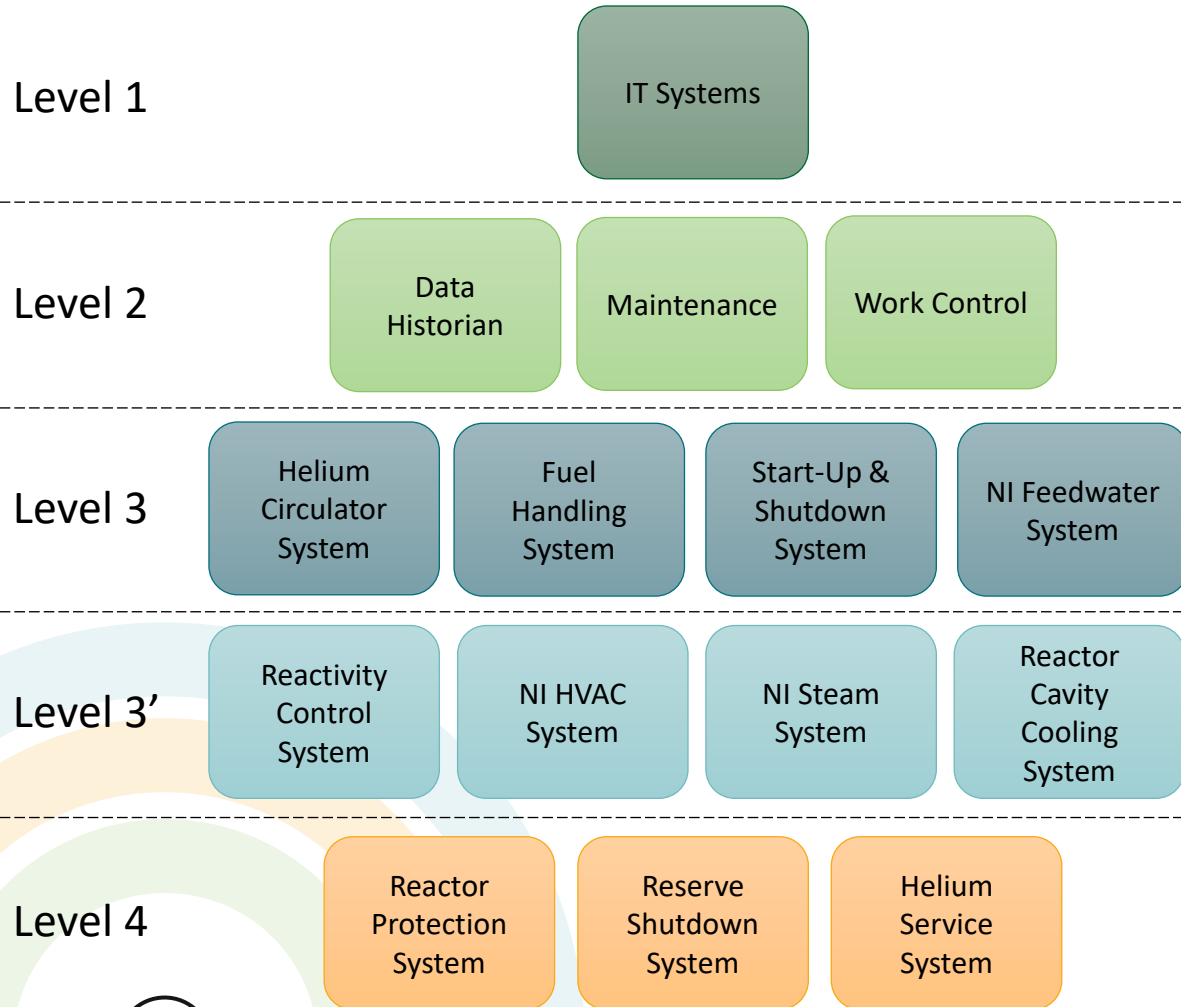 Level 1
IT Systems
Level 2
Data
Historian
Maintenance
Work Control
Level 3
Helium
Circulator
System
Fuel
Handling
System
Start-Up &
Shutdown
System
NI Feedwater
System
Level 3’
Reactivity
Control
System
NI HVAC
System
NI Steam
System
Reactor
Cavity
Cooling
System
Level 4
Reactor
Protection
System
Reserve
Shutdown
System
Helium
Service
System